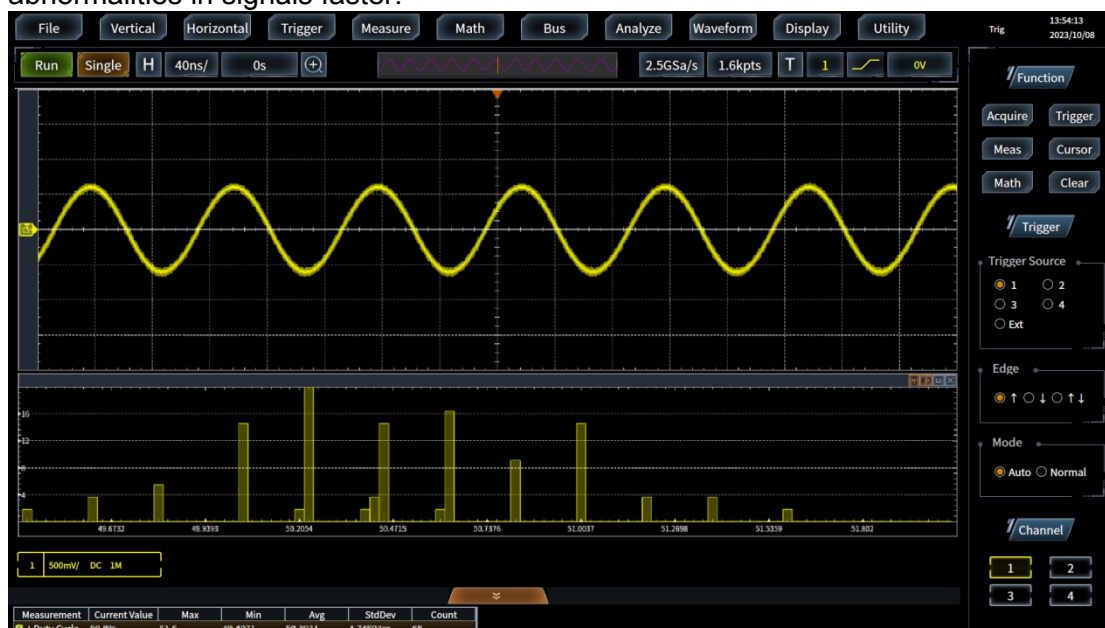 abnormalities in signals faster.
File Vertical Horizontal Trigger Measure Math Bus Analyze Waveform Display Utility
Trig 13:54:13
2023/10/08
Run Single H 40ns/ 0s 2.5GSa/s 1.6kpts T 1 0V
Function
Acquire Trigger
Meas Cursor
Math Clear
Trigger
Trigger Source
1 2
3 4
Ext
Edge
↑ ↓ ↑↓
Mode
Auto Normal
Channel
1 2
3 4
16
12
8
4
49.6732 49.9393 50.2054 50.4715 50.7376 51.0037 51.2698 51.5359 51.802
1 500mV/ DC 1M
Measurement Current Value Max Min Avg StdDev Count